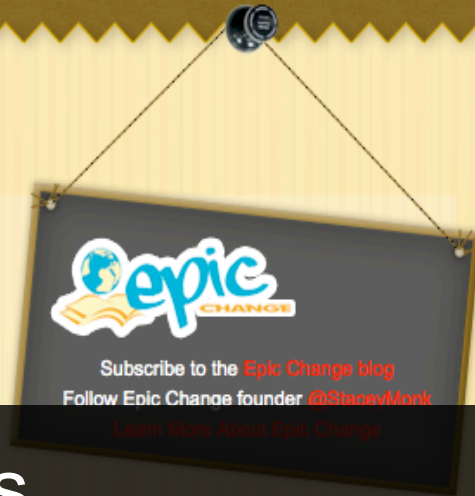 epic
CHANGE
Subscribe to the Epic Change blog
Follow Epic Change founder @StaceyMonk
Learn More About Epic Change
s